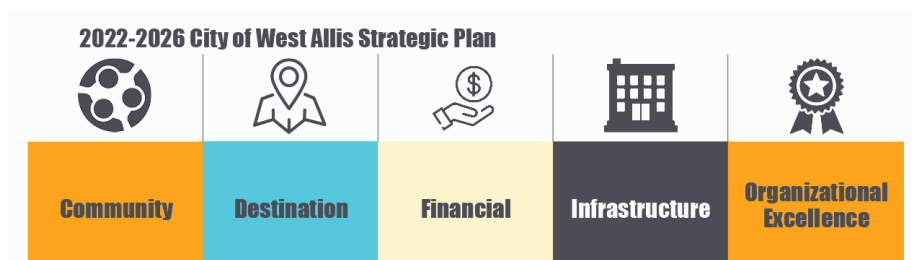 2022-2026 City of West Allis Strategic Plan
$
Community
Destination
Financial
Infrastructure
Organizational
Excellence